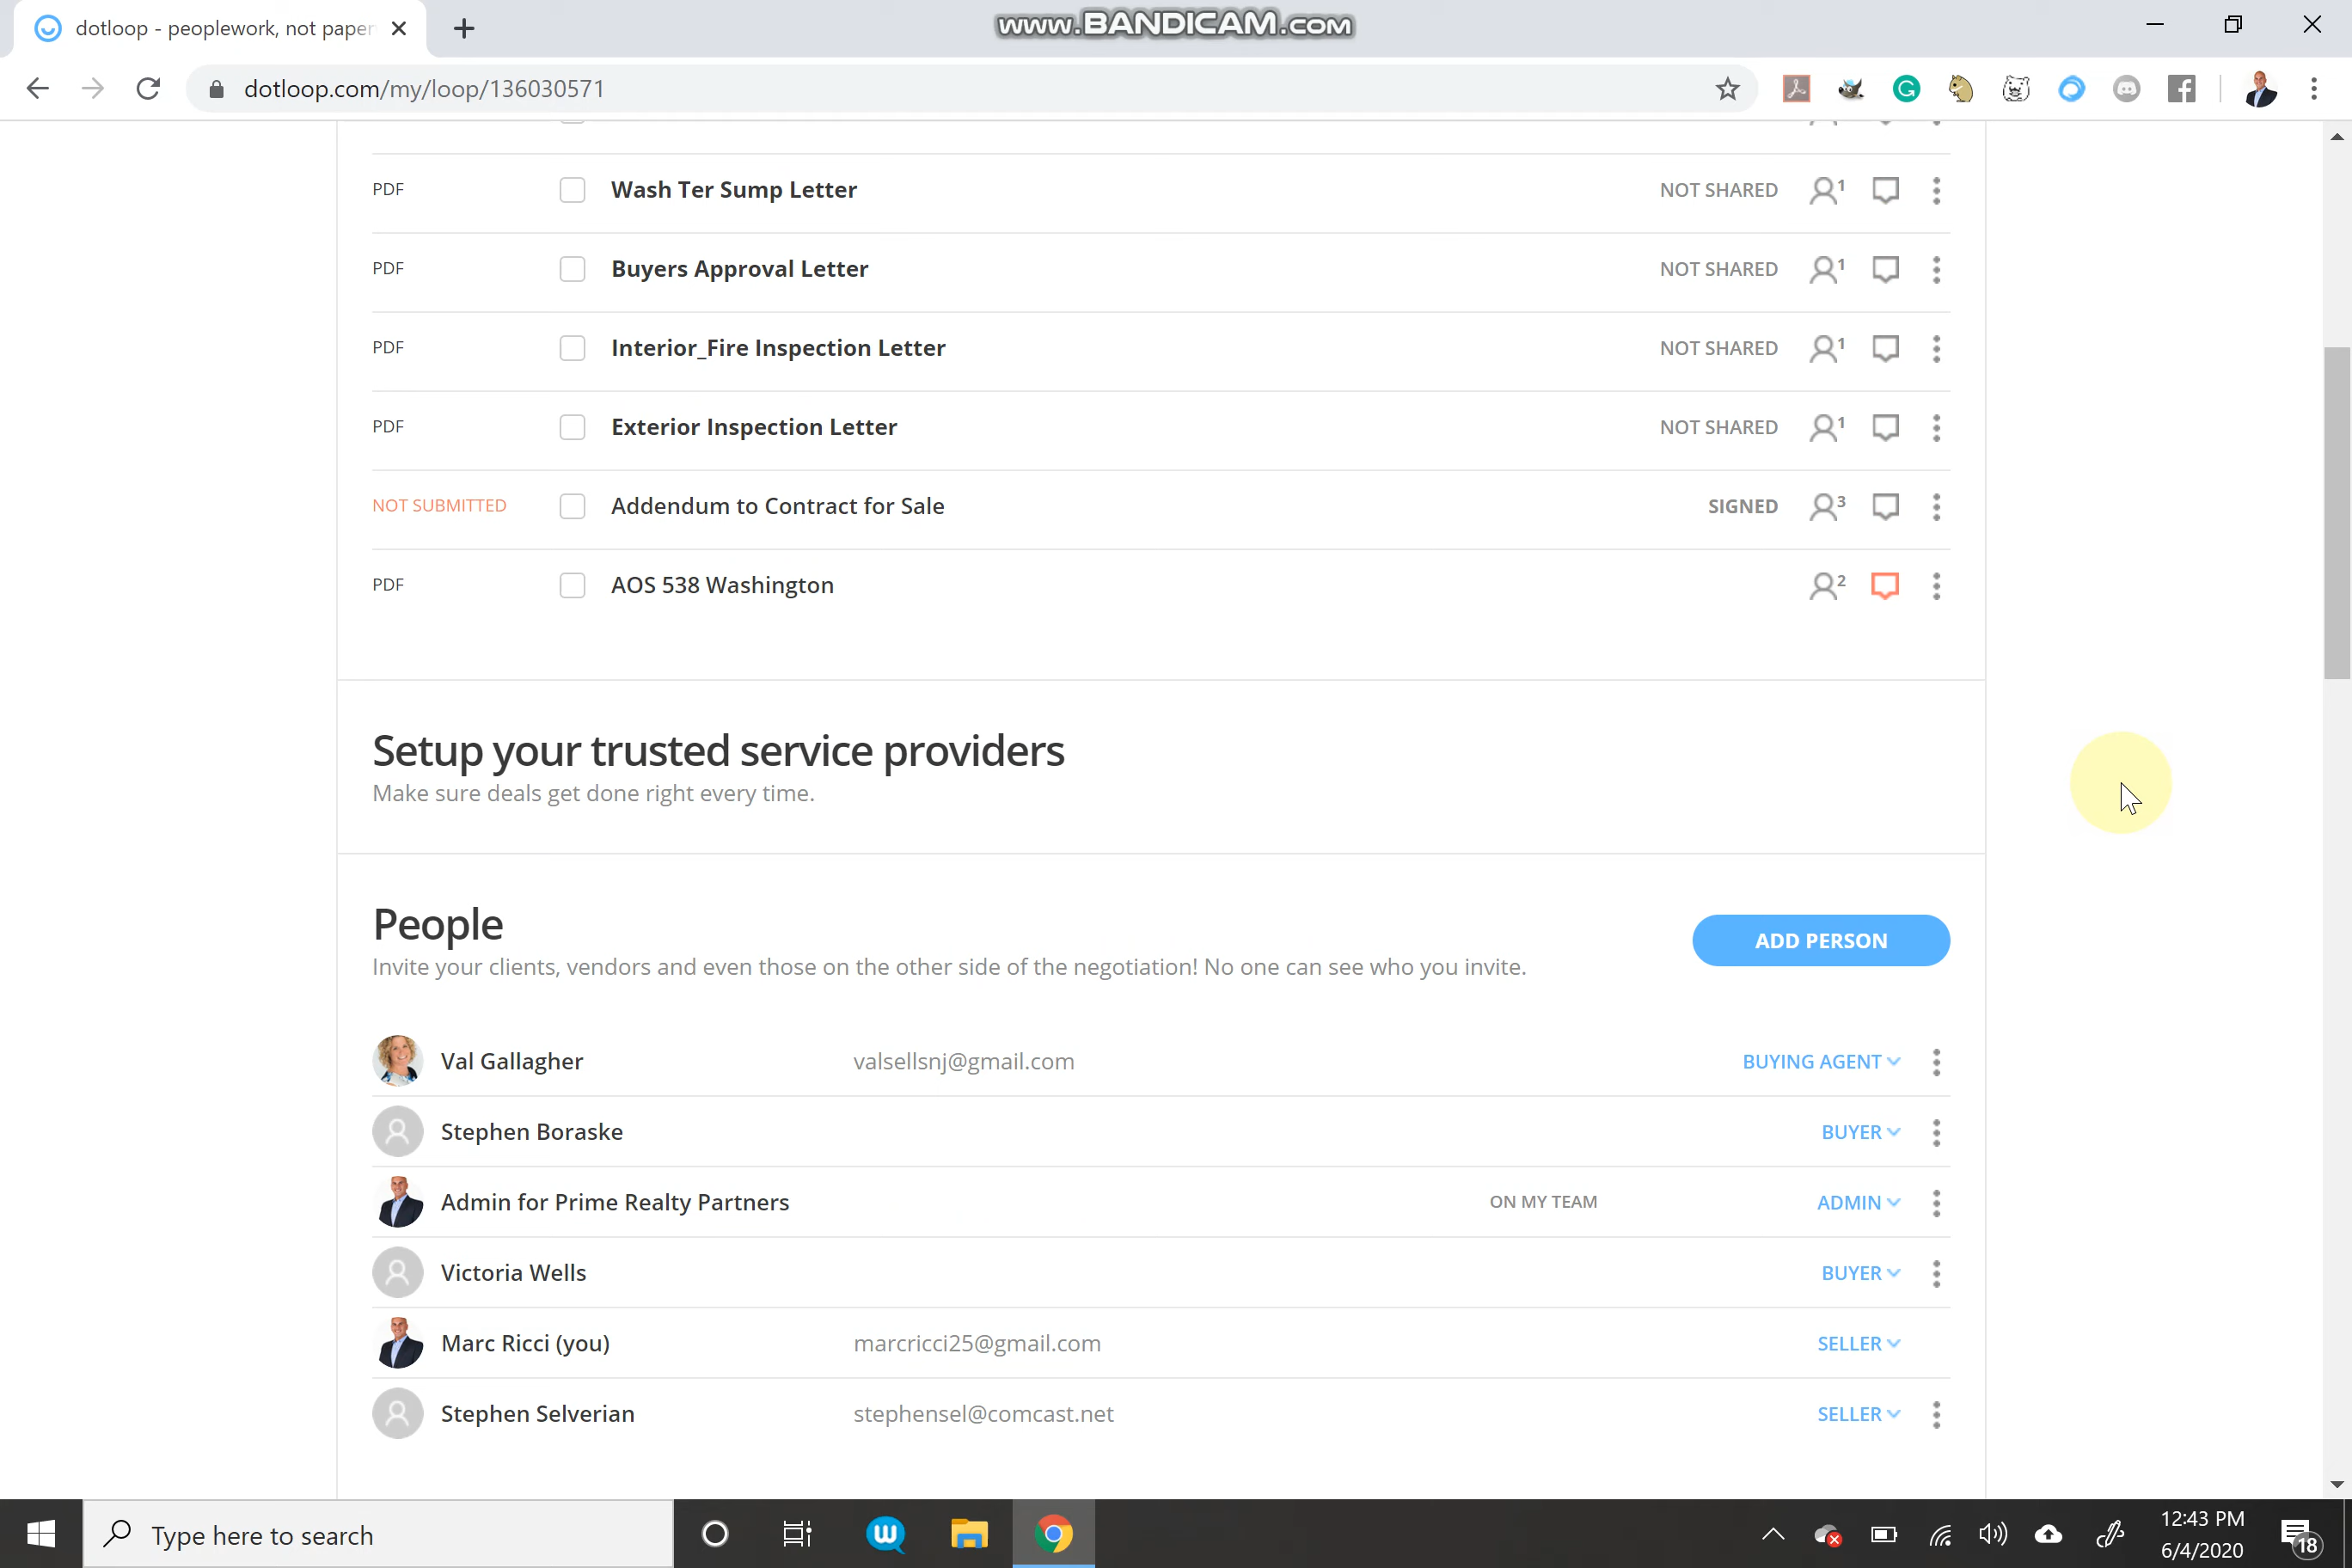 dotloop - peoplework, not paper
www.BANDICAM.com
dotloop.com/my/loop/136030571
PDF Wash Ter Sump Letter NOT SHARED 1
PDF Buyers Approval Letter NOT SHARED 1
PDF Interior_Fire Inspection Letter NOT SHARED 1
PDF Exterior Inspection Letter NOT SHARED 1
NOT SUBMITTED Addendum to Contract for Sale SIGNED 3
PDF AOS 538 Washington 2
Setup your trusted service providers
Make sure deals get done right every time.
People
ADD PERSON
Invite your clients, vendors and even those on the other side of the negotiation! No one can see who you invite.
Val Gallagher valsellsnj@gmail.com BUYING AGENT
Stephen Boraske BUYER
Admin for Prime Realty Partners ON MY TEAM ADMIN
Victoria Wells BUYER
Marc Ricci (you) marcricci25@gmail.com SELLER
Stephen Selverian stephensel@comcast.net SELLER
Type here to search
12:43 PM
6/4/2020
18